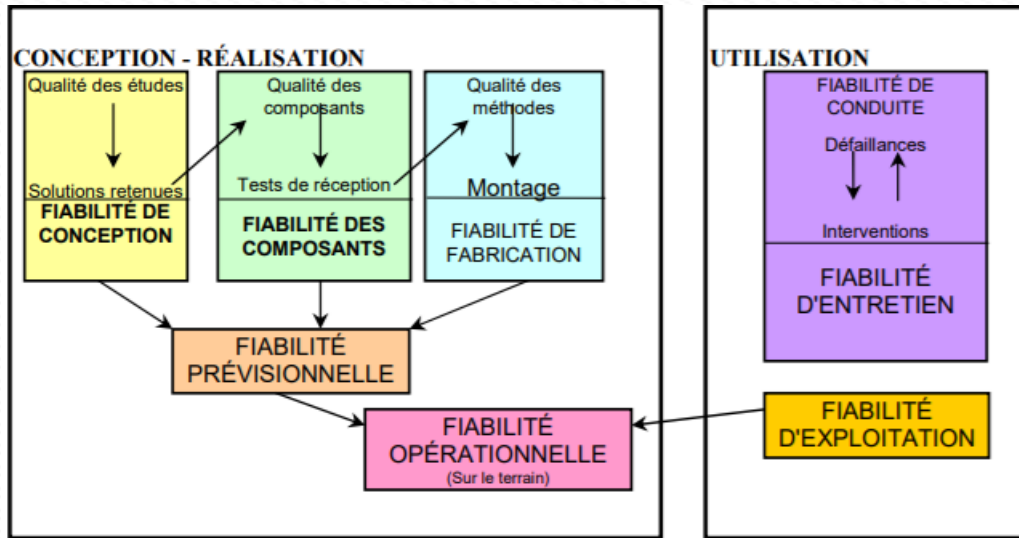 CONCEPTION - RÉALISATION
Qualité des études
Solutions retenues
FIABILITÉ DE
CONCEPTION
Qualité des
composants
Tests de réception
FIABILITÉ DES
COMPOSANTS
Qualité des
méthodes
Montage
FIABILITÉ DE
FABRICATION
FIABILITÉ
PRÉVISIONNELLE
FIABILITÉ
OPÉRATIONNELLE
(Sur le terrain)
UTILISATION
FIABILITÉ DE
CONDUITE
Défaillances
Interventions
FIABILITÉ
D'ENTRETIEN
FIABILITÉ
D'EXPLOITATION